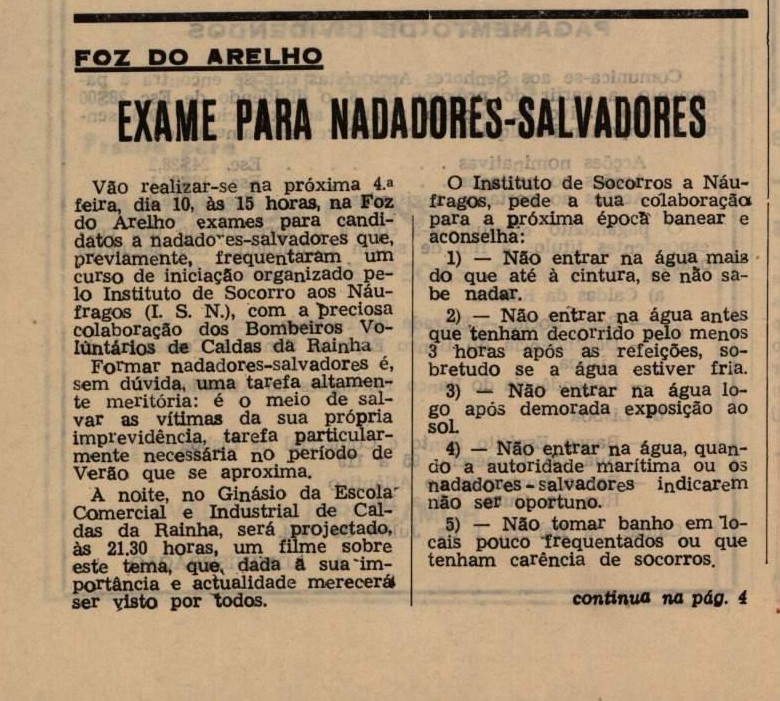 FOZ DO ARELHO
EXAME PARA NADADORES-SALVADORES
Vão realizar-se na próxima 4.ª
feira, dia 10, às 15 horas, na Foz
do Arelho exames para candi-
datos a nadadores-salvadores que,
previamente, frequentaram um
curso de iniciação organizado pe-
lo Instituto de Socorro aos Náu-
fragos (I. S. N.), com a preciosa
colaboração dos Bombeiros Vo-
luntários de Caldas da Rainha
Formar nadadores-salvadores é,
sem dúvida, uma tarefa altamen-
te meritória: é o meio de sal-
var as vítimas da sua própria
imprevidência, tarefa particular-
mente necessária no período de
Verão que se aproxima.
À noite, no Ginásio da Escola
Comercial e Industrial de Cal-
das da Rainha, será projectado,
às 21.30 horas, um filme sobre
este tema, que, dada a sua im-
portância e actualidade merecerá
ser visto por todos.
O Instituto de Socorros a Náu-
fragos, pede a tua colaboração
para a próxima época banear e
aconselha:
1) — Não entrar na água mais
do que até à cintura, se não sa-
be nadar.
2) — Não entrar na água antes
que tenham decorrido pelo menos
3 horas após as refeições, so-
bretudo se a água estiver fria.
3) — Não entrar na água lo-
go após demorada exposição ao
sol.
4) — Não entrar na água, quan-
do a autoridade marítima ou os
nadadores-salvadores indicarem
não ser oportuno.
5) — Não tomar banho em lo-
cais pouco frequentados ou que
tenham carência de socorros.
continua na pág. 4